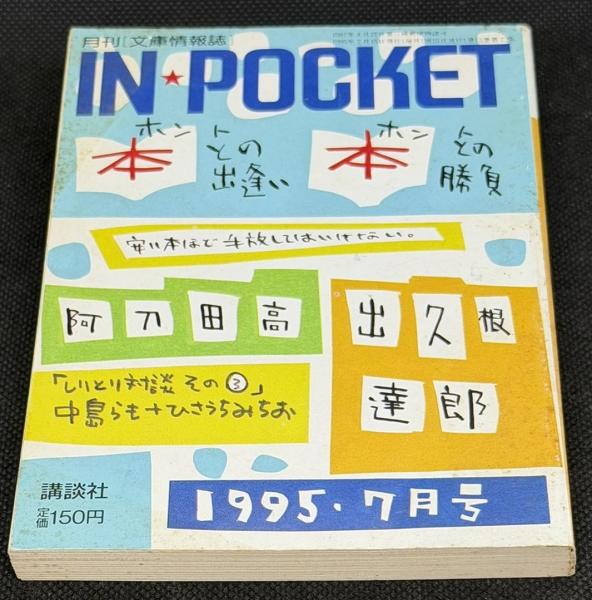 月刊[文庫情報誌]
IN★POCKET
ホント
本との
出逢い
ホント
本との
勝負
安い本ほど手放してはいけない。
阿刀田高
出久根
達郎
「しりとり対談 その③」
中島らも+ひさうちみちお
講談社
定価150円
1995・7月号